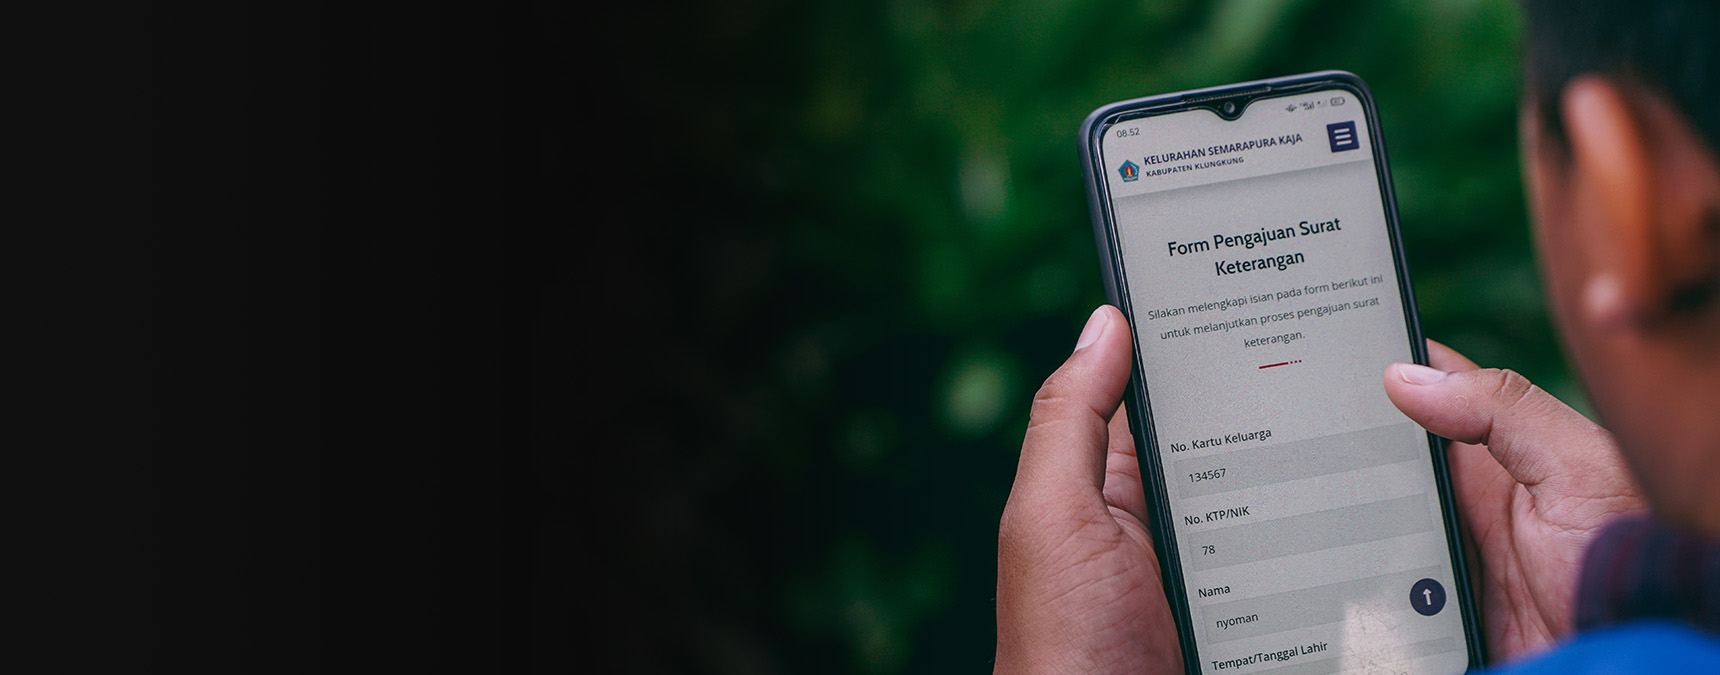 08.52
KELURAHAN SEMARAPURA KAJA
KABUPATEN KLUNGKUNG
Form Pengajuan Surat
Keterangan
Silakan melengkapi isian pada form berikut ini
untuk melanjutkan proses pengajuan surat
keterangan.
No. Kartu Keluarga
134567
No. KTP/NIK
78
Nama
nyoman
Tempat/Tanggal Lahir